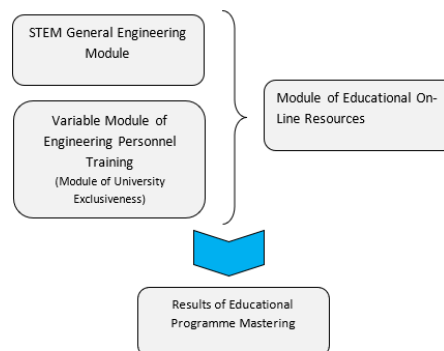 STEM General Engineering
Module
Variable Module of
Engineering Personnel
Training
(Module of University
Exclusiveness)
Module of Educational On-
Line Resources
Results of Educational
Programme Mastering